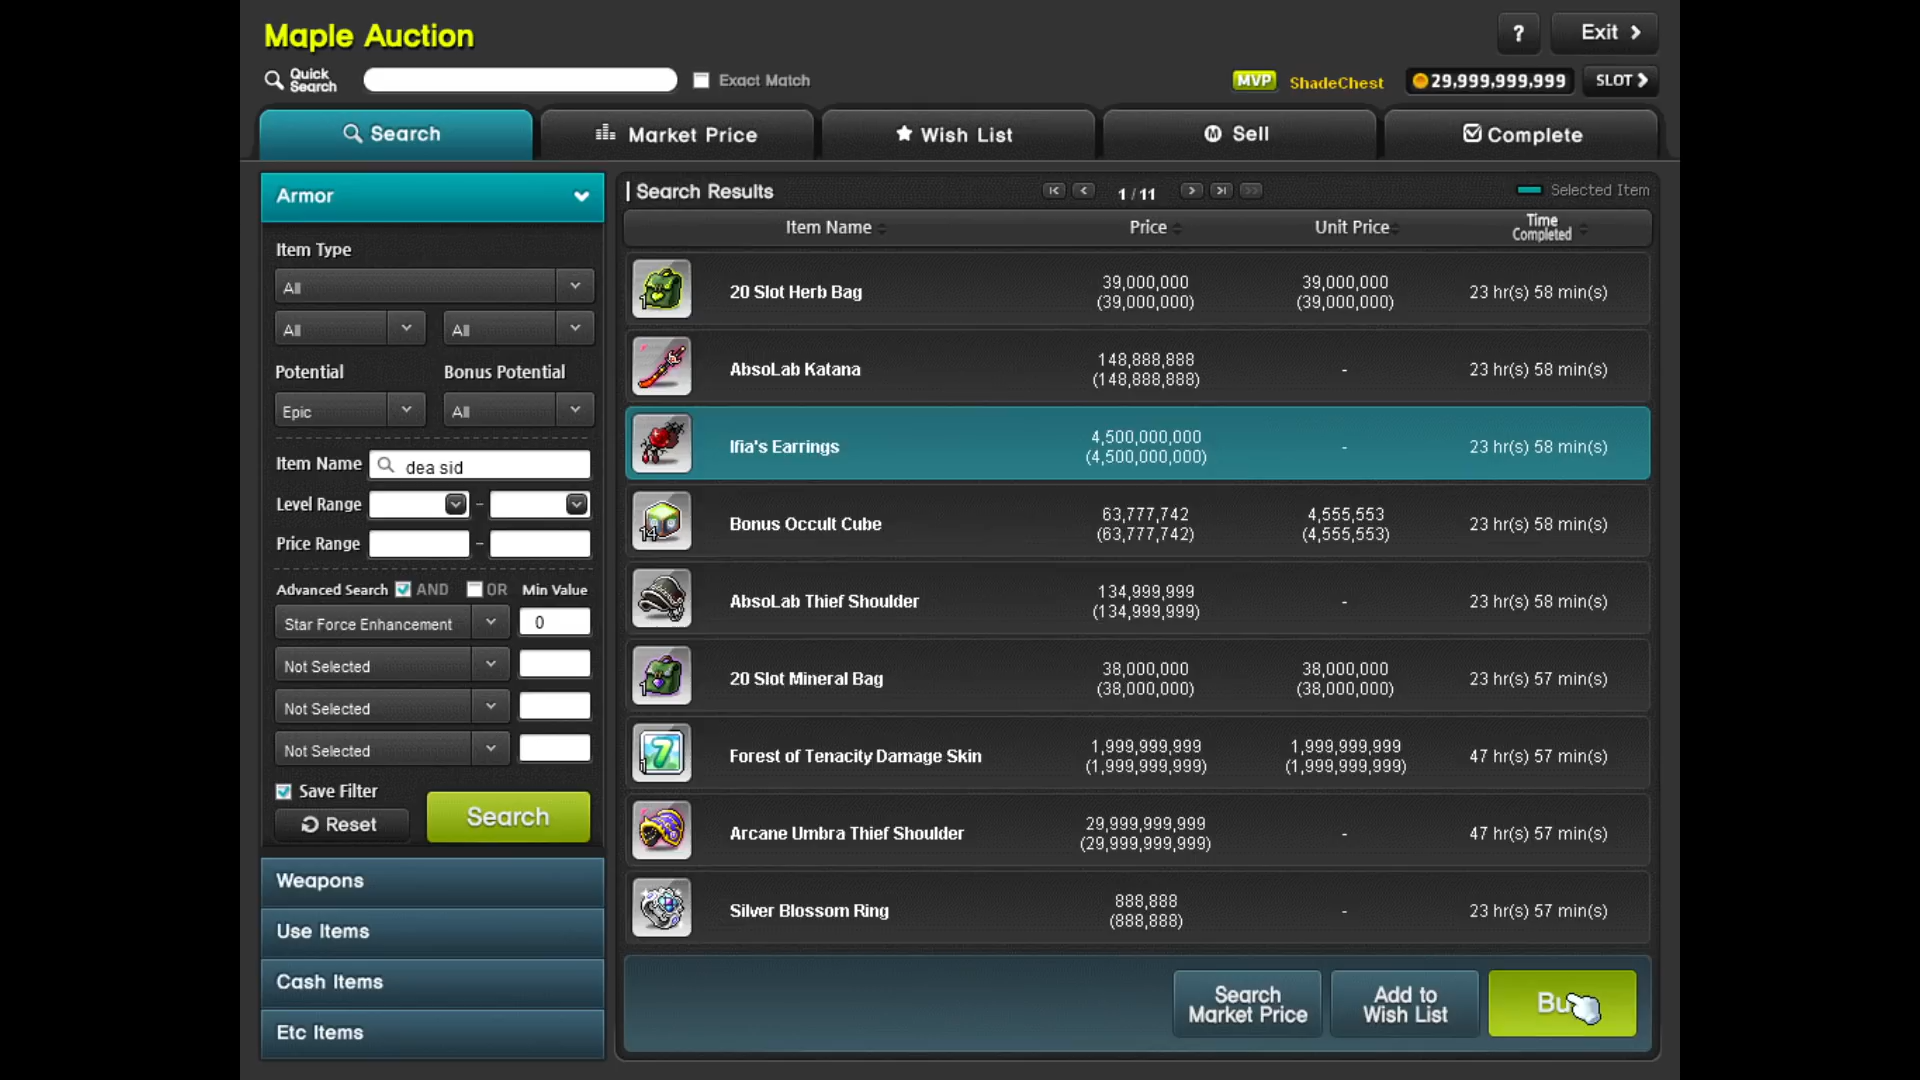 Maple Auction
? Exit
Quick Search Exact Match MVP ShadeChest 29,999,999,999 SLOT
Search Market Price Wish List Sell Complete
Armor
Item Type
All
All All
Potential Bonus Potential
Epic All
Item Name dea sid
Level Range -
Price Range -
Advanced Search AND OR Min Value
Star Force Enhancement 0
Not Selected
Not Selected
Not Selected
Save Filter
Reset Search
Weapons
Use Items
Cash Items
Etc Items
Search Results 1 / 11 Selected Item
Item Name Price Unit Price Time Completed
1 20 Slot Herb Bag 39,000,000 39,000,000 23 hr(s) 58 min(s)
(39,000,000) (39,000,000)
AbsoLab Katana 148,888,888 - 23 hr(s) 58 min(s)
(148,888,888)
Ifia's Earrings 4,500,000,000 - 23 hr(s) 58 min(s)
(4,500,000,000)
14 Bonus Occult Cube 63,777,742 4,555,553 23 hr(s) 58 min(s)
(63,777,742) (4,555,553)
AbsoLab Thief Shoulder 134,999,999 - 23 hr(s) 58 min(s)
(134,999,999)
1 20 Slot Mineral Bag 38,000,000 38,000,000 23 hr(s) 57 min(s)
(38,000,000) (38,000,000)
1 7 Forest of Tenacity Damage Skin 1,999,999,999 1,999,999,999 47 hr(s) 57 min(s)
(1,999,999,999) (1,999,999,999)
Arcane Umbra Thief Shoulder 29,999,999,999 - 47 hr(s) 57 min(s)
(29,999,999,999)
Silver Blossom Ring 888,888 - 23 hr(s) 57 min(s)
(888,888)
Search Market Price Add to Wish List